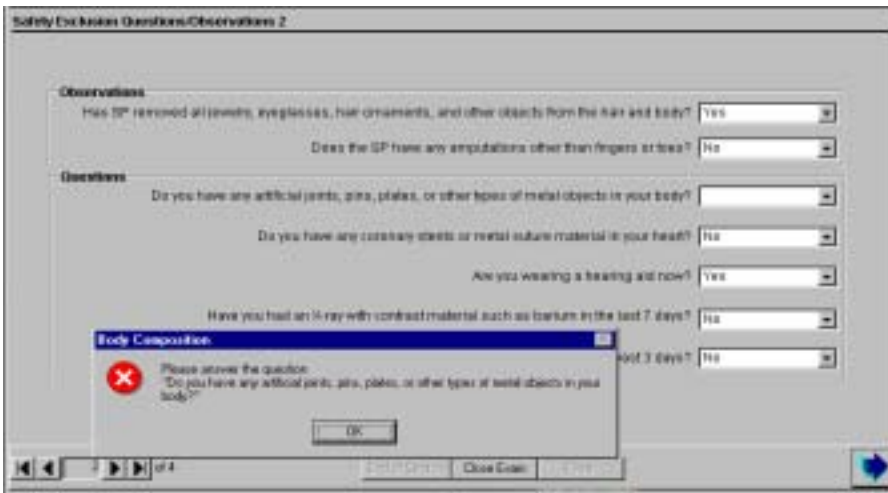 Safety Exclusion Questions/Observations 2
Observations
Has SP removed all jewelry, eyeglasses, hair ornaments, and other objects from the hair and body? Yes
Does the SP have any amputations other than fingers or toes? No
Questions
Do you have any artificial joints, pins, plates, or other types of metal objects in your body?
Do you have any coronary stents or metal suture material in your heart? No
Are you wearing a hearing aid now? Yes
Have you had an X-ray with contrast material such as barium in the last 7 days? No
past 3 days? No
Body Composition
Please answer the question
"Do you have any artificial joints, pins, plates, or other types of metal objects in your
body?"
OK
of 4
Close Exam